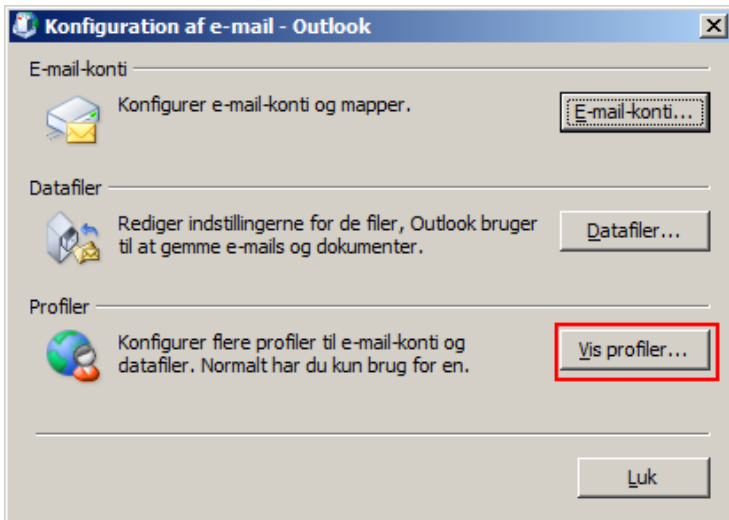 Konfiguration af e-mail - Outlook
E-mail-konti
Konfigurer e-mail-konti og mapper.
E-mail-konti...
Datafiler
Rediger indstillingerne for de filer, Outlook bruger
til at gemme e-mails og dokumenter.
Datafiler...
Profiler
Konfigurer flere profiler til e-mail-konti og
datafiler. Normalt har du kun brug for en.
Vis profiler...
Luk